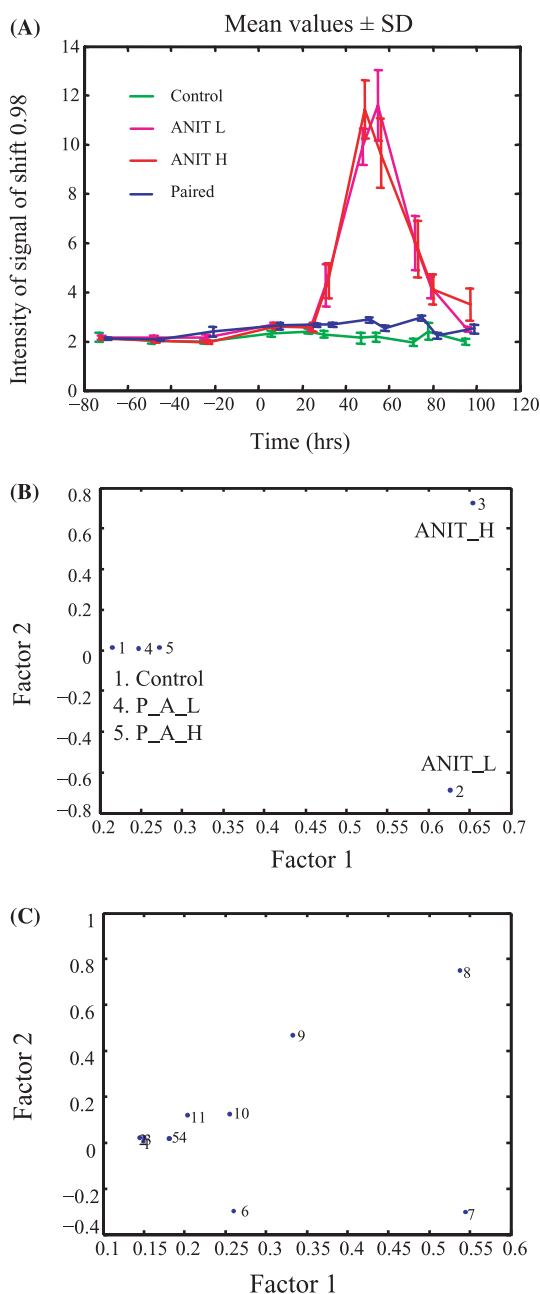 (A)
Mean values ± SD
14
12
10
8
6
4
2
0
Intensity of signal of shift 0.98
Control
ANIT L
ANIT H
Paired
−80 −60 −40 −20 0 20 40 60 80 100 120
Time (hrs)
(B)
0.8
0.6
0.4
0.2
0
−0.2
−0.4
−0.6
−0.8
Factor 2
3
ANIT_H
1 4 5
1. Control
4. P_A_L
5. P_A_H
ANIT_L
2
0.2 0.25 0.3 0.35 0.4 0.45 0.5 0.55 0.6 0.65 0.7
Factor 1
(C)
1
0.8
0.6
0.4
0.2
0
−0.2
−0.4
Factor 2
8
9
11 10
54
6
7
0.1 0.15 0.2 0.25 0.3 0.35 0.4 0.45 0.5 0.55 0.6
Factor 1